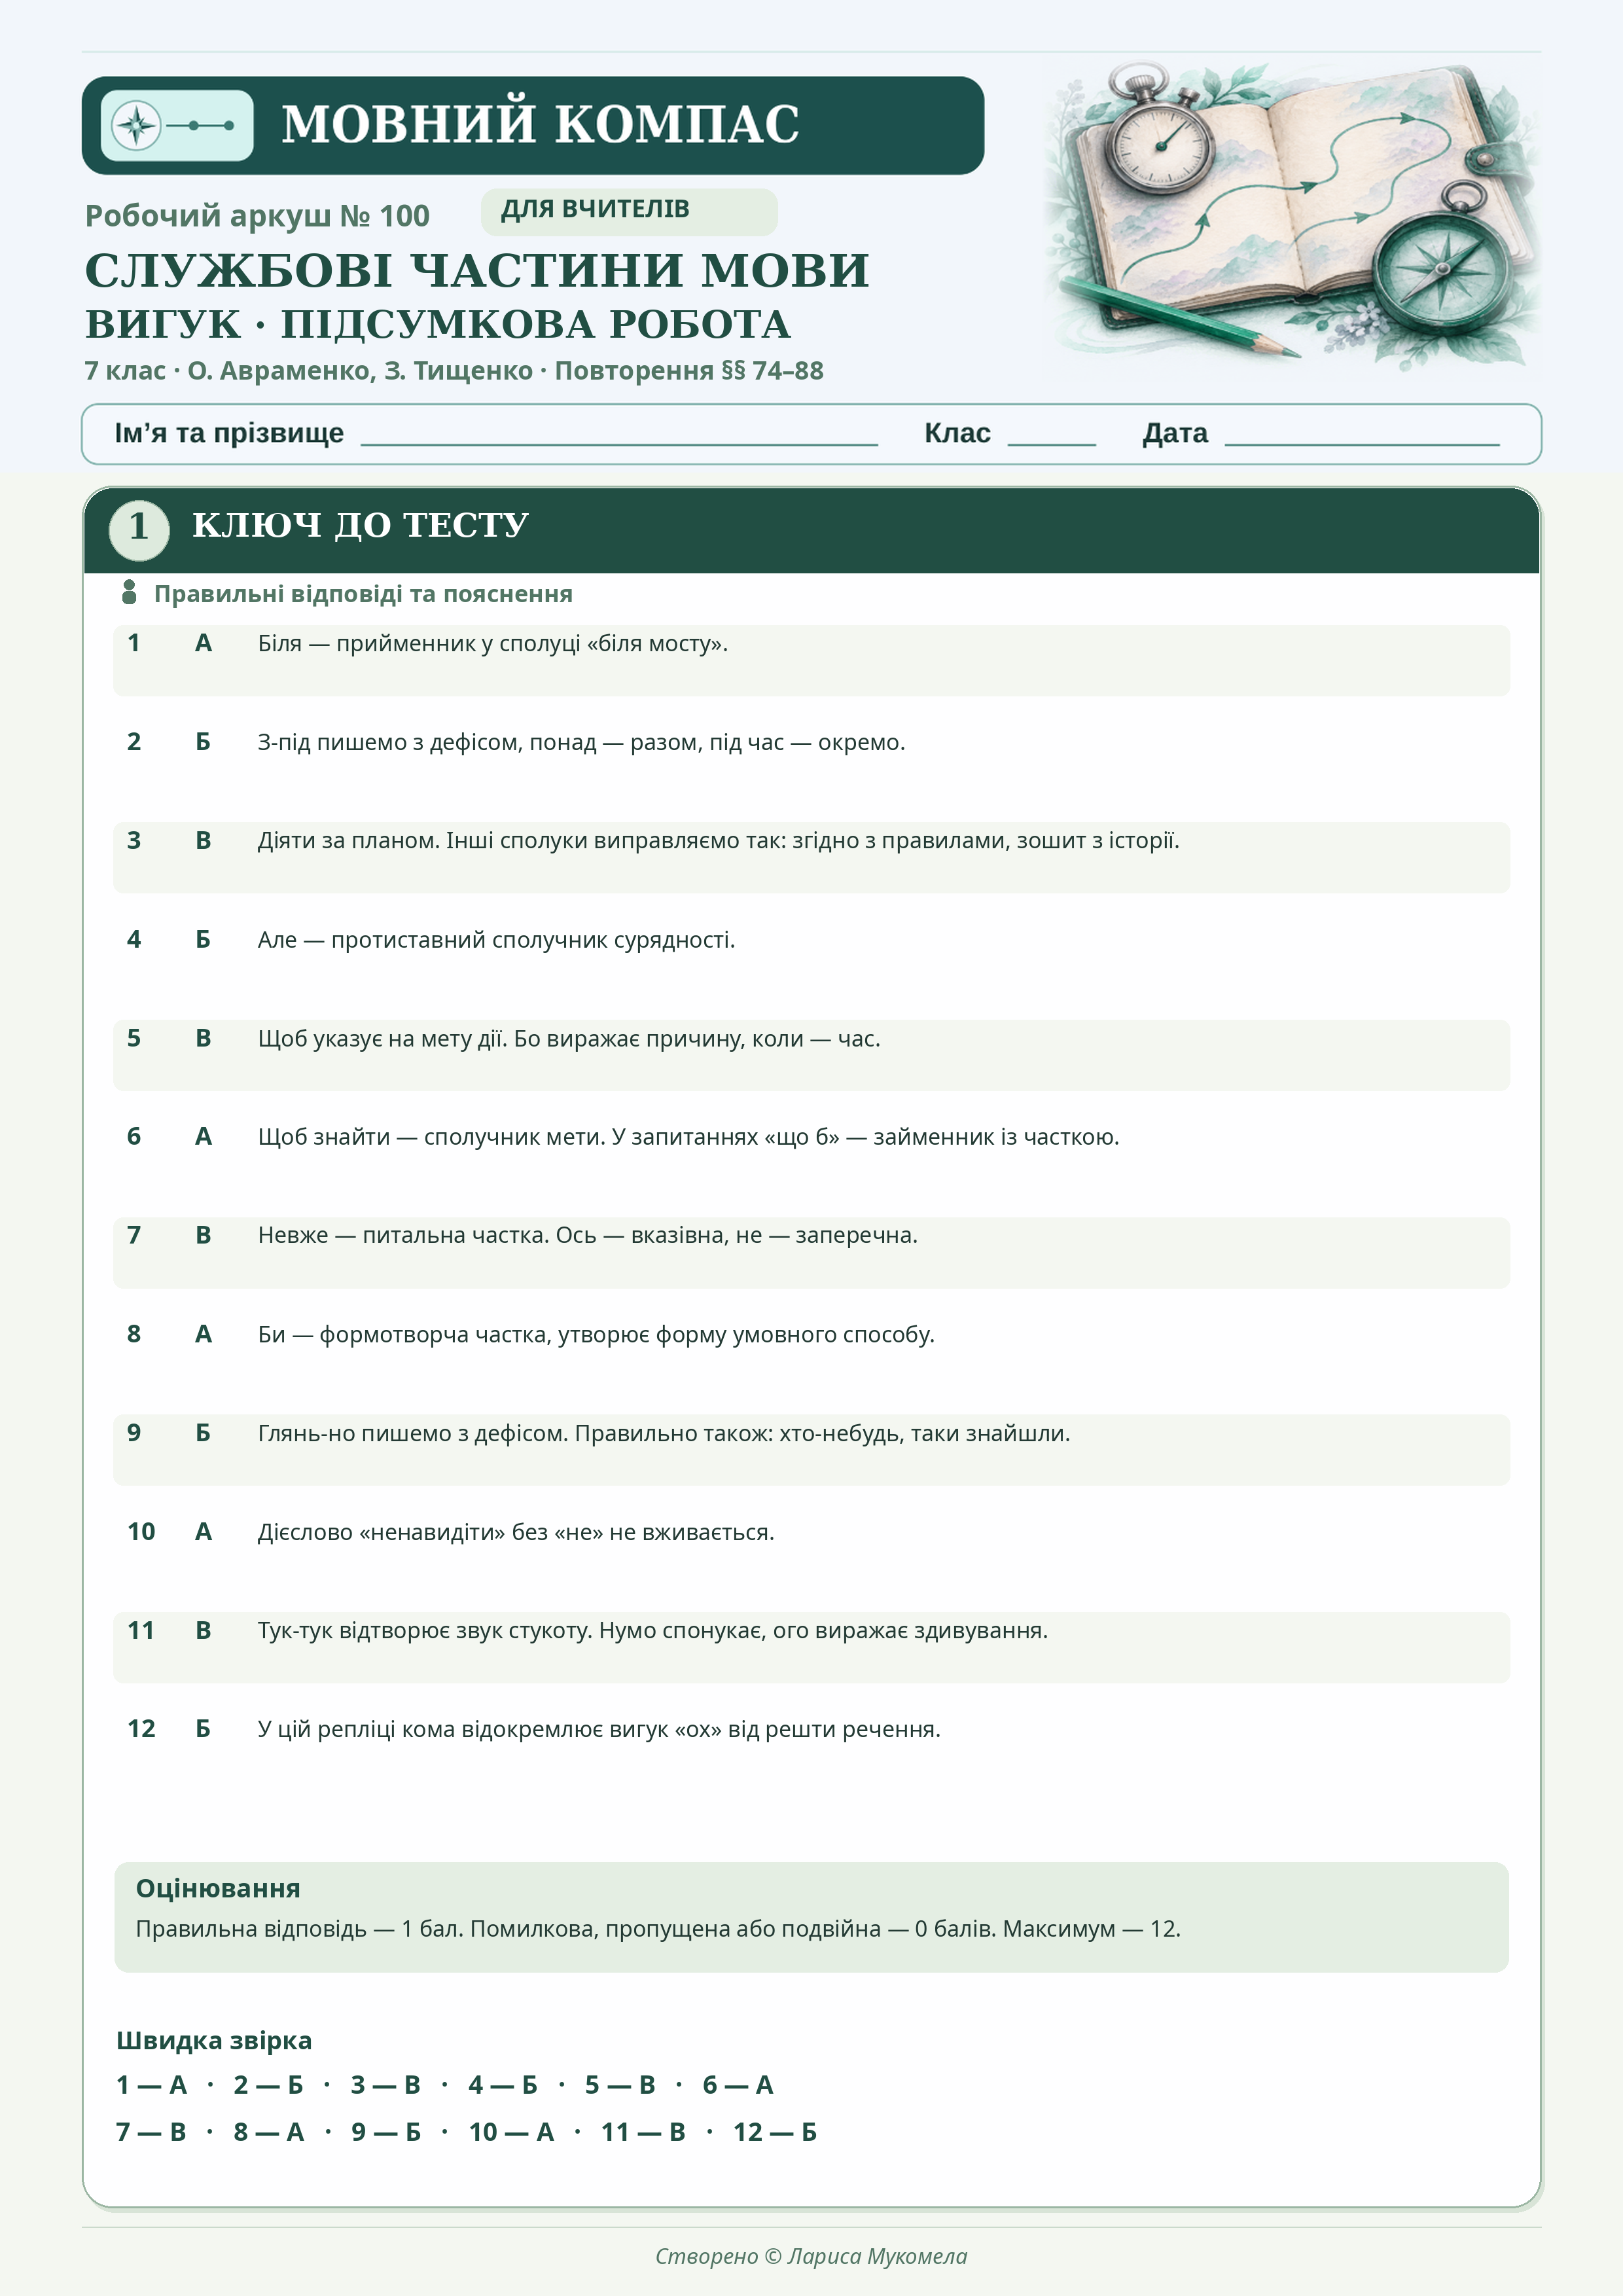 МОВНИЙ КОМПАС
Робочий аркуш № 100
ДЛЯ ВЧИТЕЛІВ
СЛУЖБОВІ ЧАСТИНИ МОВИ
ВИГУК · ПІДСУМКОВА РОБОТА
7 клас · О. Авраменко, З. Тищенко · Повторення §§ 74–88
Ім’я та прізвище ____ Клас ____ Дата ____
1 КЛЮЧ ДО ТЕСТУ
Правильні відповіді та пояснення
1 А Біля — прийменник у сполуці «біля мосту».
2 Б З-під пишемо з дефісом, понад — разом, під час — окремо.
3 В Діяти за планом. Інші сполуки виправляємо так: згідно з правилами, зошит з історії.
4 Б Але — протиставний сполучник сурядності.
5 В Щоб указує на мету дії. Бо виражає причину, коли — час.
6 А Щоб знайти — сполучник мети. У запитаннях «що б» — займенник із часткою.
7 В Невже — питальна частка. Ось — вказівна, не — заперечна.
8 А Би — формотворча частка, утворює форму умовного способу.
9 Б Глянь-но пишемо з дефісом. Правильно також: хто-небудь, таки знайшли.
10 А Дієслово «ненавидіти» без «не» не вживається.
11 В Тук-тук відтворює звук стукоту. Нумо спонукає, ого виражає здивування.
12 Б У цій репліці кома відокремлює вигук «ох» від решти речення.
Оцінювання
Правильна відповідь — 1 бал. Помилкова, пропущена або подвійна — 0 балів. Максимум — 12.
Швидка звірка
1 — А · 2 — Б · 3 — В · 4 — Б · 5 — В · 6 — А
7 — В · 8 — А · 9 — Б · 10 — А · 11 — В · 12 — Б
Створено © Лариса Мукомела